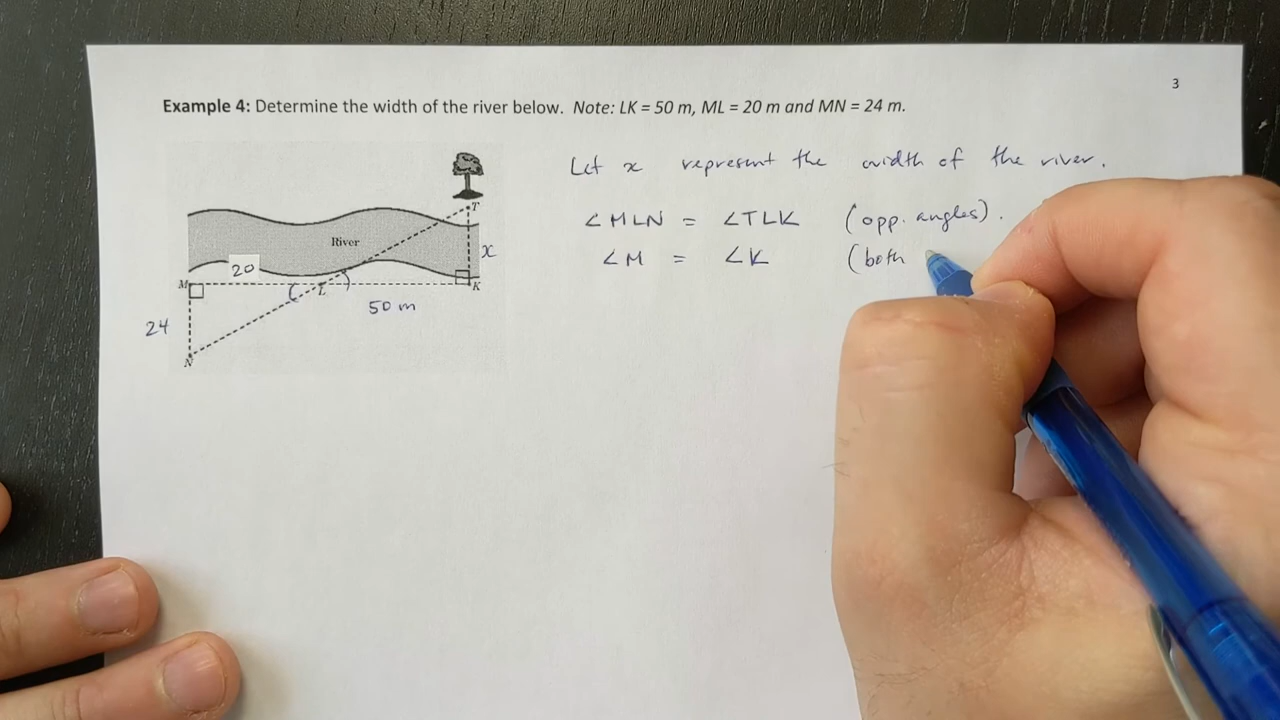 3
Example 4: Determine the width of the river below. Note: LK = 50 m, ML = 20 m and MN = 24 m.
Let x represent the width of the river.
∠MLN = ∠TLK (opp. angles).
∠M = ∠K (both
T
River
x
20
M
L
K
50 m
24
N